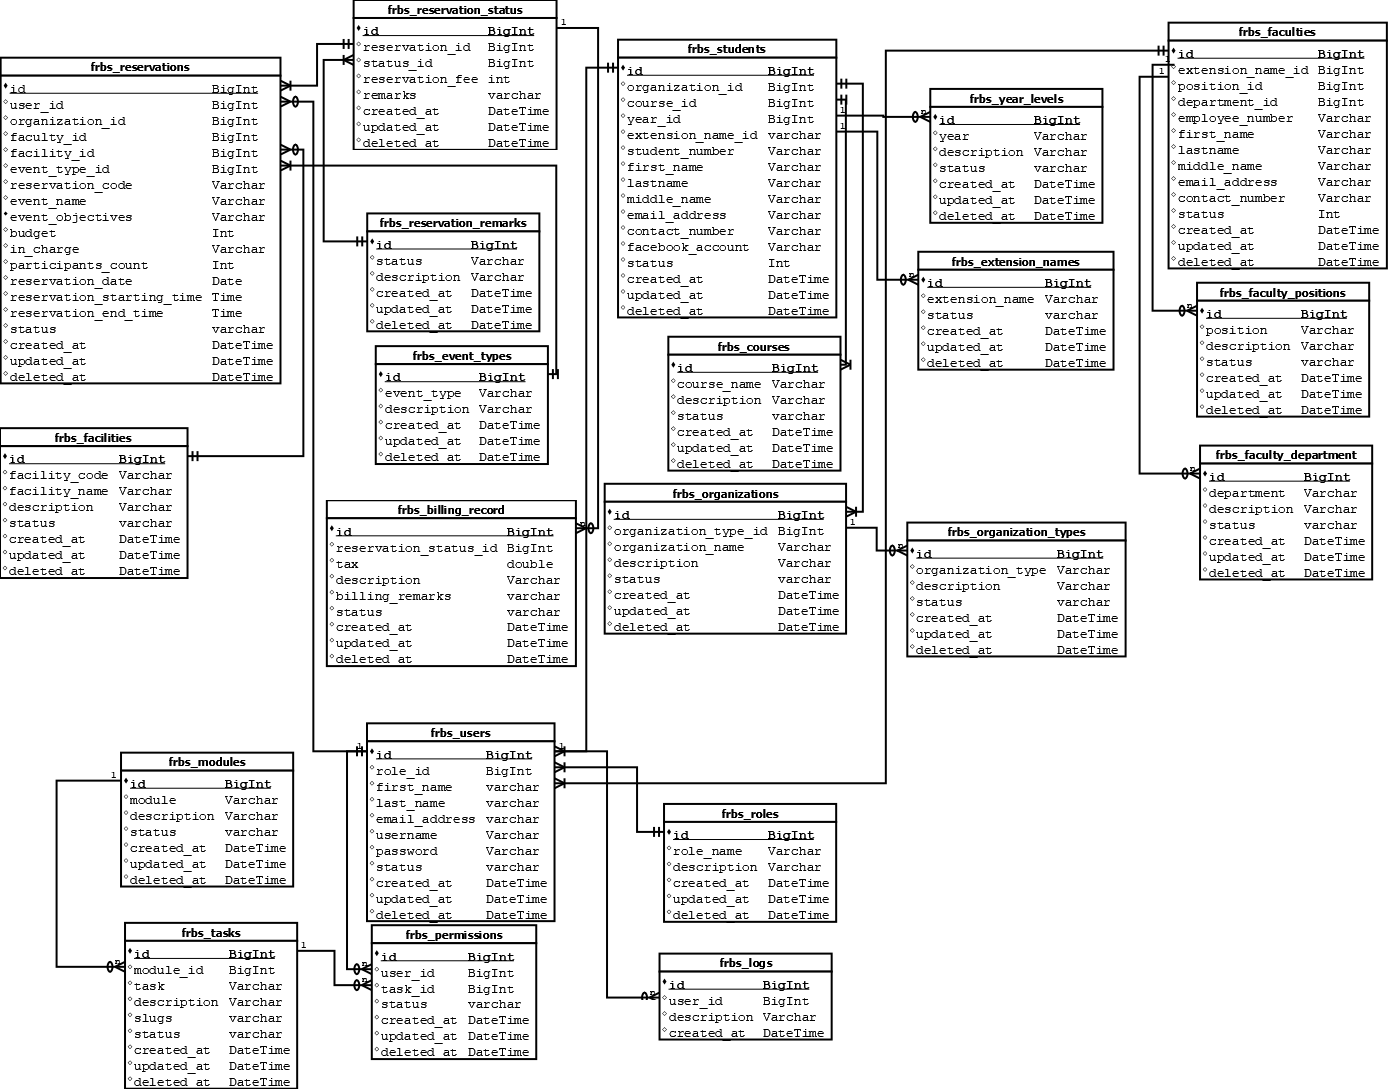 frbs_reservation_status
id BigInt
reservation_id BigInt
status_id BigInt
reservation_fee int
remarks varchar
created_at DateTime
updated_at DateTime
deleted_at DateTime
1
frbs_reservations
id BigInt
user_id BigInt
organization_id BigInt
faculty_id BigInt
facility_id BigInt
event_type_id BigInt
reservation_code Varchar
event_name Varchar
event_objectives Varchar
budget Int
in_charge Varchar
participants_count Int
reservation_date Date
reservation_starting_time Time
reservation_end_time Time
status varchar
created_at DateTime
updated_at DateTime
deleted_at DateTime
frbs_students
id BigInt
organization_id BigInt
course_id BigInt
year_id BigInt
extension_name_id varchar
student_number Varchar
first_name Varchar
lastname Varchar
middle_name Varchar
email_address Varchar
contact_number Varchar
facebook_account Varchar
status Int
created_at DateTime
updated_at DateTime
deleted_at DateTime
1
1
frbs_year_levels
n
id BigInt
year Varchar
description Varchar
status varchar
created_at DateTime
updated_at DateTime
deleted_at DateTime
frbs_faculties
id BigInt
extension_name_id BigInt
position_id BigInt
department_id BigInt
employee_number Varchar
first_name Varchar
lastname Varchar
middle_name Varchar
email_address Varchar
contact_number Varchar
status Int
created_at DateTime
updated_at DateTime
deleted_at DateTime
1
1
frbs_reservation_remarks
id BigInt
status Varchar
description Varchar
created_at DateTime
updated_at DateTime
deleted_at DateTime
frbs_extension_names
n
id BigInt
extension_name Varchar
status varchar
created_at DateTime
updated_at DateTime
deleted_at DateTime
frbs_faculty_positions
n
id BigInt
position Varchar
description Varchar
status varchar
created_at DateTime
updated_at DateTime
deleted_at DateTime
frbs_event_types
id BigInt
event_type Varchar
description Varchar
created_at DateTime
updated_at DateTime
deleted_at DateTime
frbs_courses
id BigInt
course_name Varchar
description Varchar
status varchar
created_at DateTime
updated_at DateTime
deleted_at DateTime
frbs_facilities
id BigInt
facility_code Varchar
facility_name Varchar
description Varchar
status varchar
created_at DateTime
updated_at DateTime
deleted_at DateTime
frbs_faculty_department
n
id BigInt
department Varchar
description Varchar
status varchar
created_at DateTime
updated_at DateTime
deleted_at DateTime
frbs_billing_record
n
id BigInt
reservation_status_id BigInt
tax double
description Varchar
billing_remarks varchar
status varchar
created_at DateTime
updated_at DateTime
deleted_at DateTime
frbs_organizations
id BigInt
organization_type_id BigInt
organization_name Varchar
description Varchar
status varchar
created_at DateTime
updated_at DateTime
deleted_at DateTime
1
frbs_organization_types
n
id BigInt
organization_type Varchar
description Varchar
status varchar
created_at DateTime
updated_at DateTime
deleted_at DateTime
frbs_users
1
1
id BigInt
role_id BigInt
first_name varchar
last_name varchar
email_address varchar
username Varchar
password Varchar
status varchar
created_at DateTime
updated_at DateTime
deleted_at DateTime
frbs_modules
1
id BigInt
module Varchar
description Varchar
status varchar
created_at DateTime
updated_at DateTime
deleted_at DateTime
frbs_roles
id BigInt
role_name Varchar
description Varchar
created_at DateTime
updated_at DateTime
deleted_at DateTime
frbs_tasks
n
1
id BigInt
module_id BigInt
task Varchar
description Varchar
slugs varchar
status varchar
created_at DateTime
updated_at DateTime
deleted_at DateTime
frbs_permissions
n
n
id BigInt
user_id BigInt
task_id BigInt
status varchar
created_at DateTime
updated_at DateTime
deleted_at DateTime
frbs_logs
n
id BigInt
user_id BigInt
description Varchar
created_at DateTime